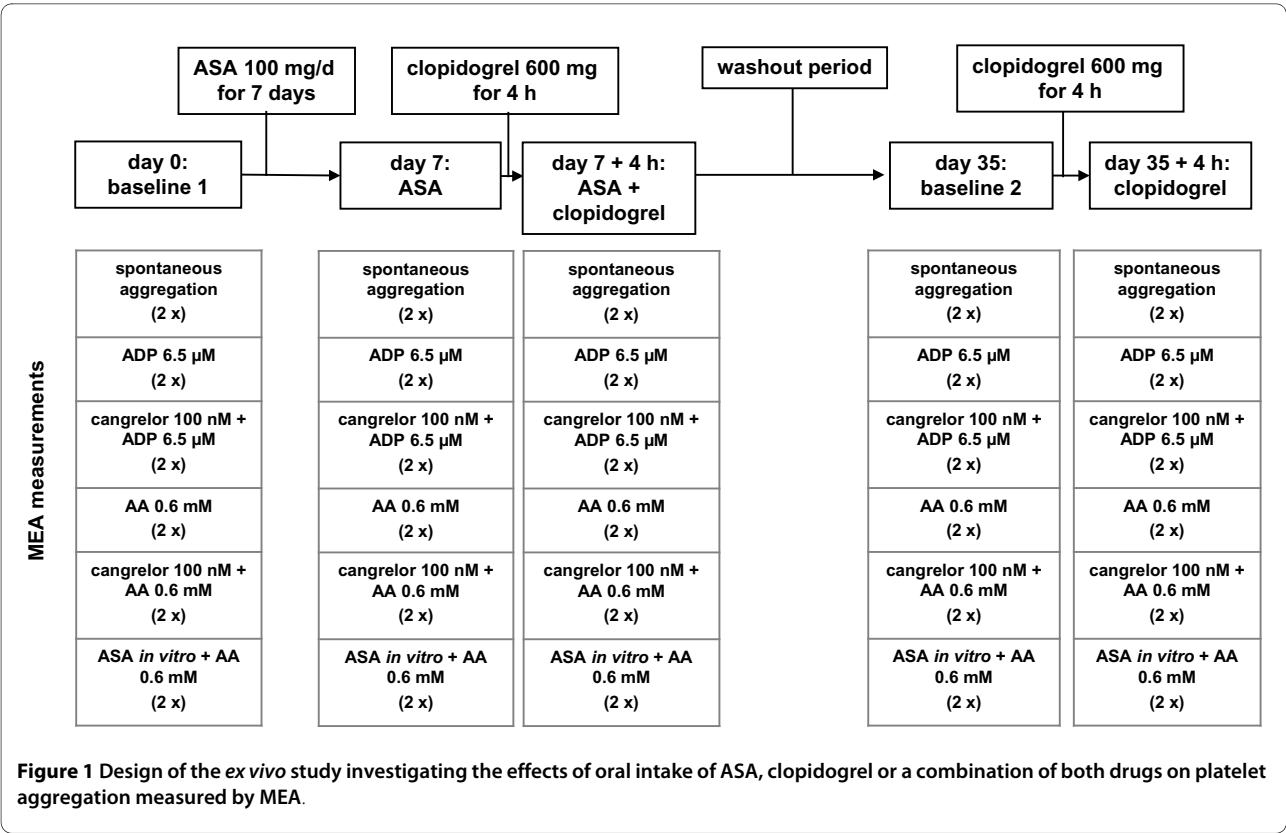 ASA 100 mg/d
for 7 days
clopidogrel 600 mg
for 4 h
washout period
clopidogrel 600 mg
for 4 h
day 0:
baseline 1
day 7:
ASA
day 7 + 4 h:
ASA +
clopidogrel
day 35:
baseline 2
day 35 + 4 h:
clopidogrel
MEA measurements
spontaneous
aggregation
(2 x)
ADP 6.5 µM
(2 x)
cangrelor 100 nM +
ADP 6.5 µM
(2 x)
AA 0.6 mM
(2 x)
cangrelor 100 nM +
AA 0.6 mM
(2 x)
ASA in vitro + AA
0.6 mM
(2 x)
spontaneous
aggregation
(2 x)
ADP 6.5 µM
(2 x)
cangrelor 100 nM +
ADP 6.5 µM
(2 x)
AA 0.6 mM
(2 x)
cangrelor 100 nM +
AA 0.6 mM
(2 x)
ASA in vitro + AA
0.6 mM
(2 x)
spontaneous
aggregation
(2 x)
ADP 6.5 µM
(2 x)
cangrelor 100 nM +
ADP 6.5 µM
(2 x)
AA 0.6 mM
(2 x)
cangrelor 100 nM +
AA 0.6 mM
(2 x)
ASA in vitro + AA
0.6 mM
(2 x)
spontaneous
aggregation
(2 x)
ADP 6.5 µM
(2 x)
cangrelor 100 nM +
ADP 6.5 µM
(2 x)
AA 0.6 mM
(2 x)
cangrelor 100 nM +
AA 0.6 mM
(2 x)
ASA in vitro + AA
0.6 mM
(2 x)
spontaneous
aggregation
(2 x)
ADP 6.5 µM
(2 x)
cangrelor 100 nM +
ADP 6.5 µM
(2 x)
AA 0.6 mM
(2 x)
cangrelor 100 nM +
AA 0.6 mM
(2 x)
ASA in vitro + AA
0.6 mM
(2 x)
Figure 1 Design of the ex vivo study investigating the effects of oral intake of ASA, clopidogrel or a combination of both drugs on platelet
aggregation measured by MEA.